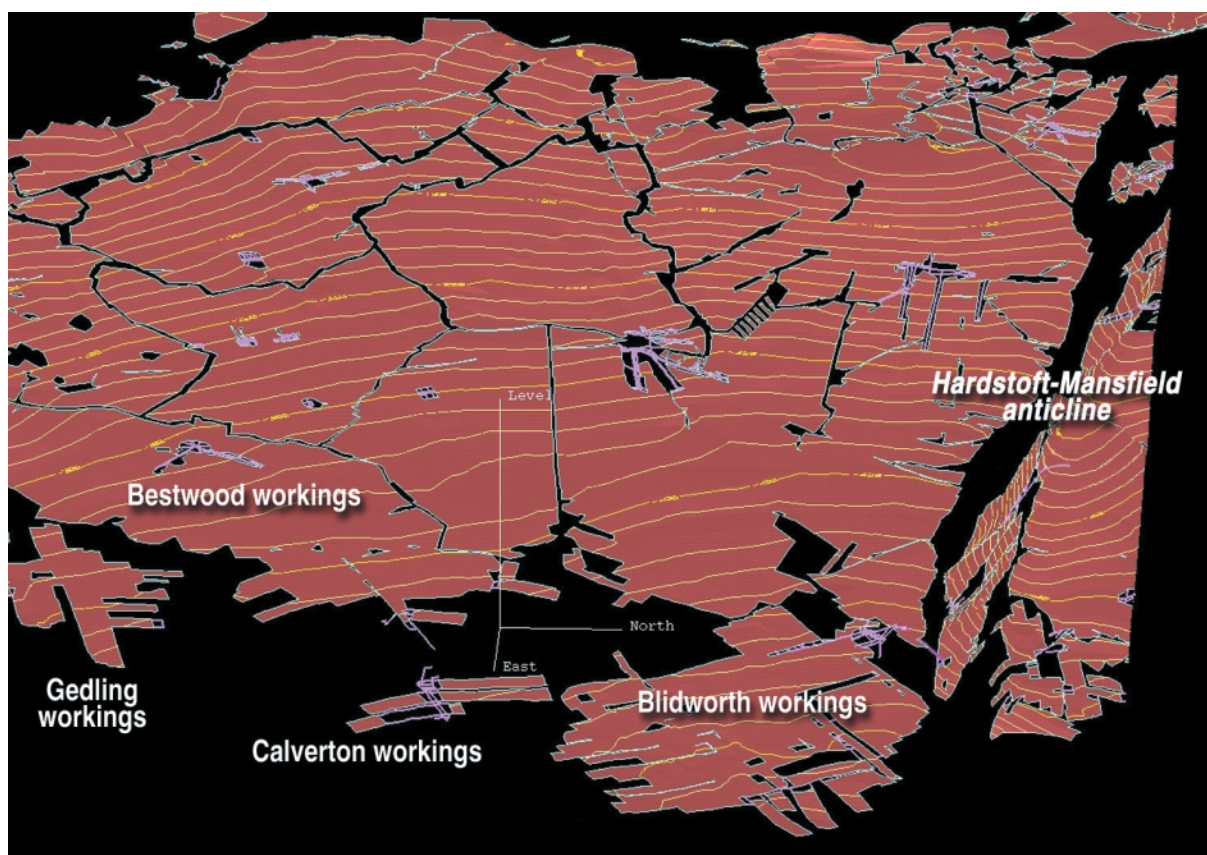 Hardstoft-Mansfield
anticline
Level
Bestwood workings
North
East
Gedling
workings
Blidworth workings
Calverton workings